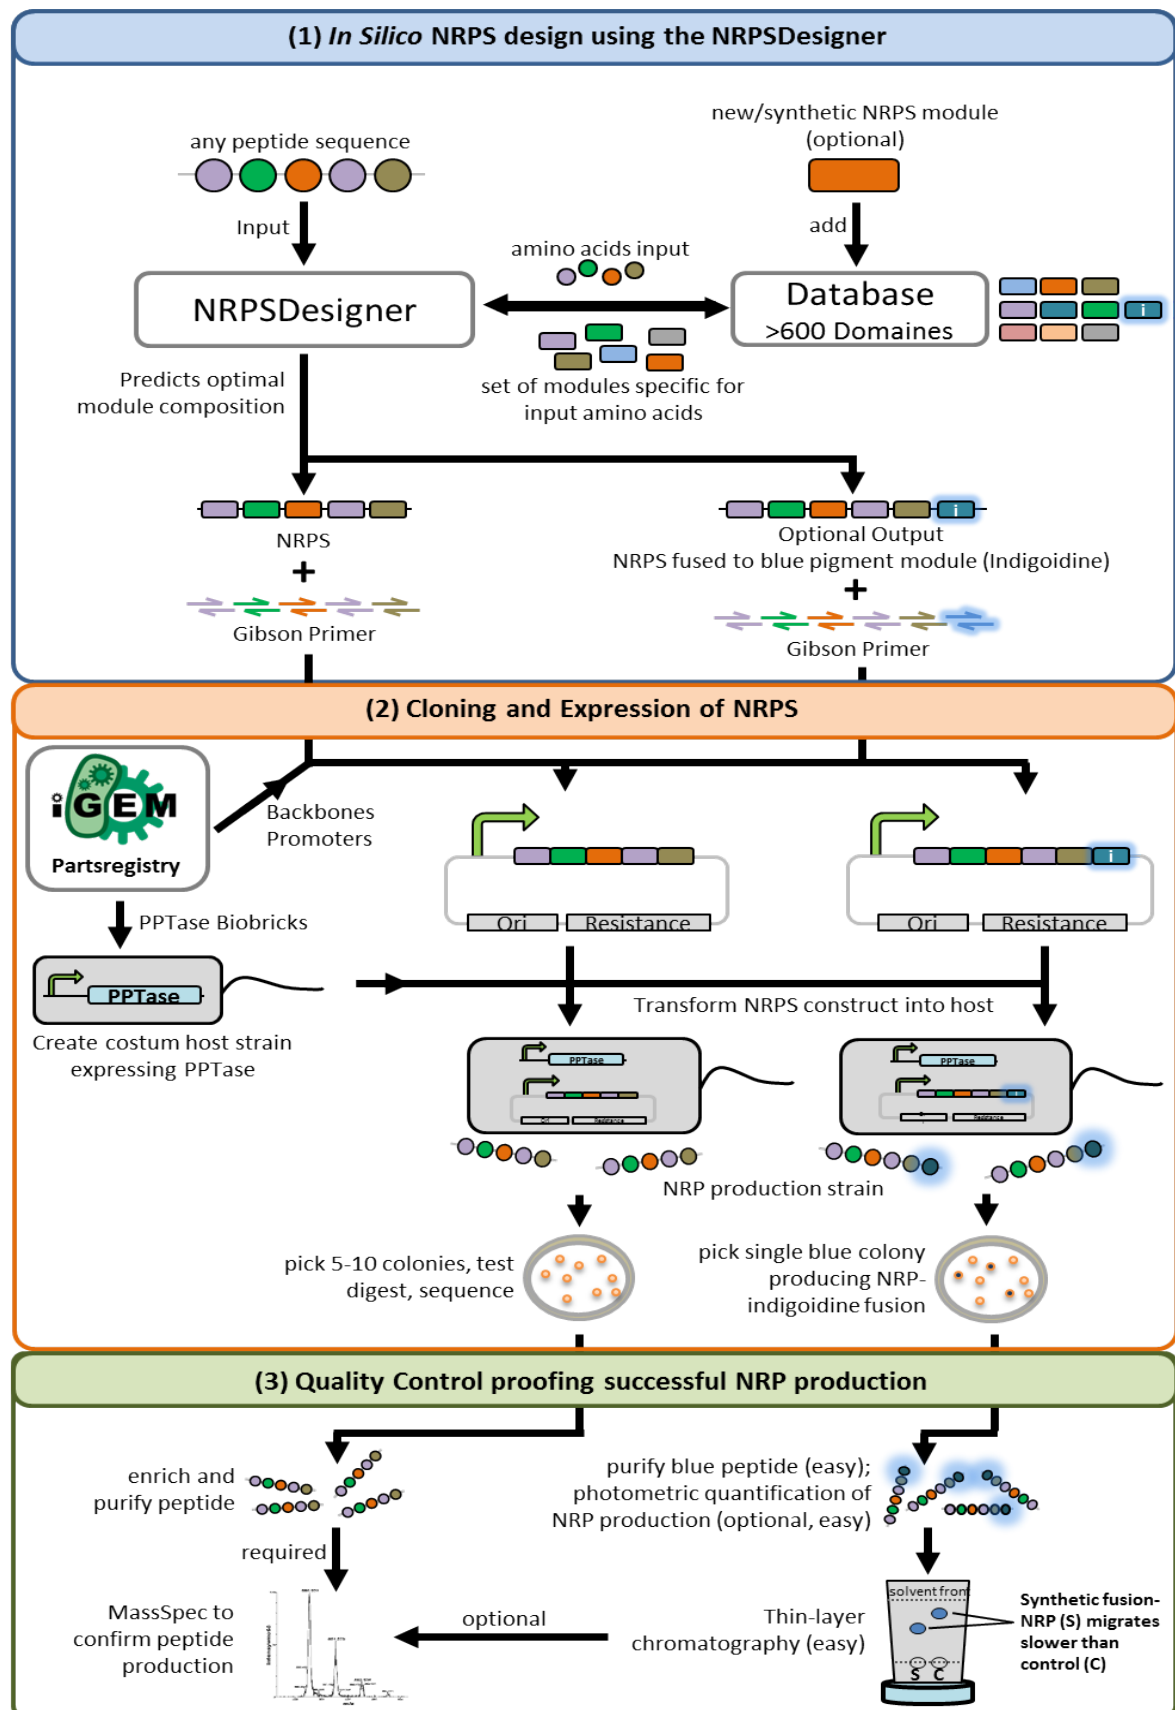 (1) In Silico NRPS design using the NRPSDesigner
any peptide sequence
new/synthetic NRPS module
(optional)
Input
add
amino acids input
NRPSDesigner
Database
>600 Domaines
i
set of modules specific for
input amino acids
Predicts optimal
module composition
i
NRPS
Optional Output
NRPS fused to blue pigment module (Indigoidine)
+
+
Gibson Primer
Gibson Primer
(2) Cloning and Expression of NRPS
iGEM
Partsregistry
Backbones
Promoters
i
Ori
Resistance
Ori
Resistance
PPTase Biobricks
PPTase
Transform NRPS construct into host
Create costum host strain
expressing PPTase
PPTase
Ori
Resistance
PPTase
Resistance
NRP production strain
pick 5-10 colonies, test
digest, sequence
pick single blue colony
producing NRP-
indigoidine fusion
(3) Quality Control proofing successful NRP production
enrich and
purify peptide
purify blue peptide (easy);
photometric quantification of
NRP production (optional, easy)
required
MassSpec to
confirm peptide
production
optional
Thin-layer
chromatography (easy)
solvent front
S C
Synthetic fusion-
NRP (S) migrates
slower than
control (C)